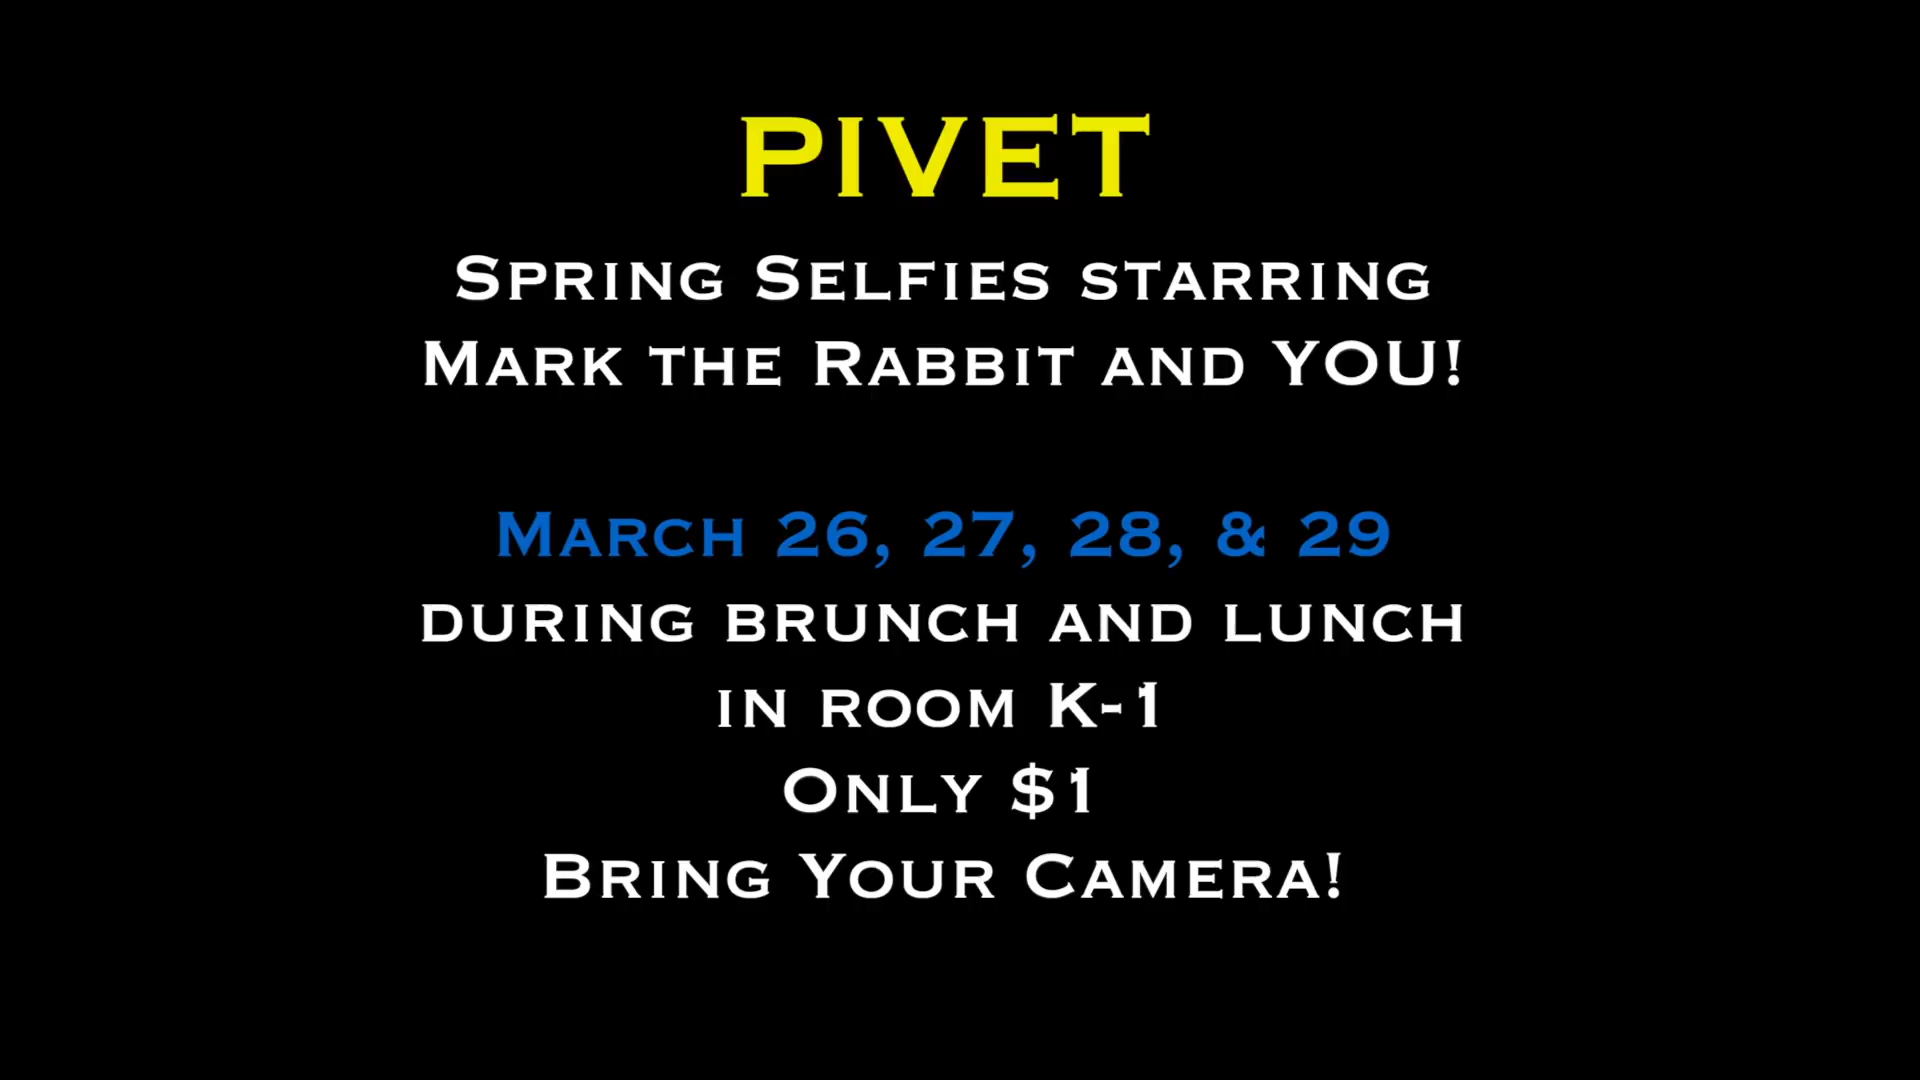 PIVET
Spring Selfies starring
Mark the Rabbit and YOU!
March 26, 27, 28, & 29
during brunch and lunch
in room K-1
Only $1
Bring Your Camera!